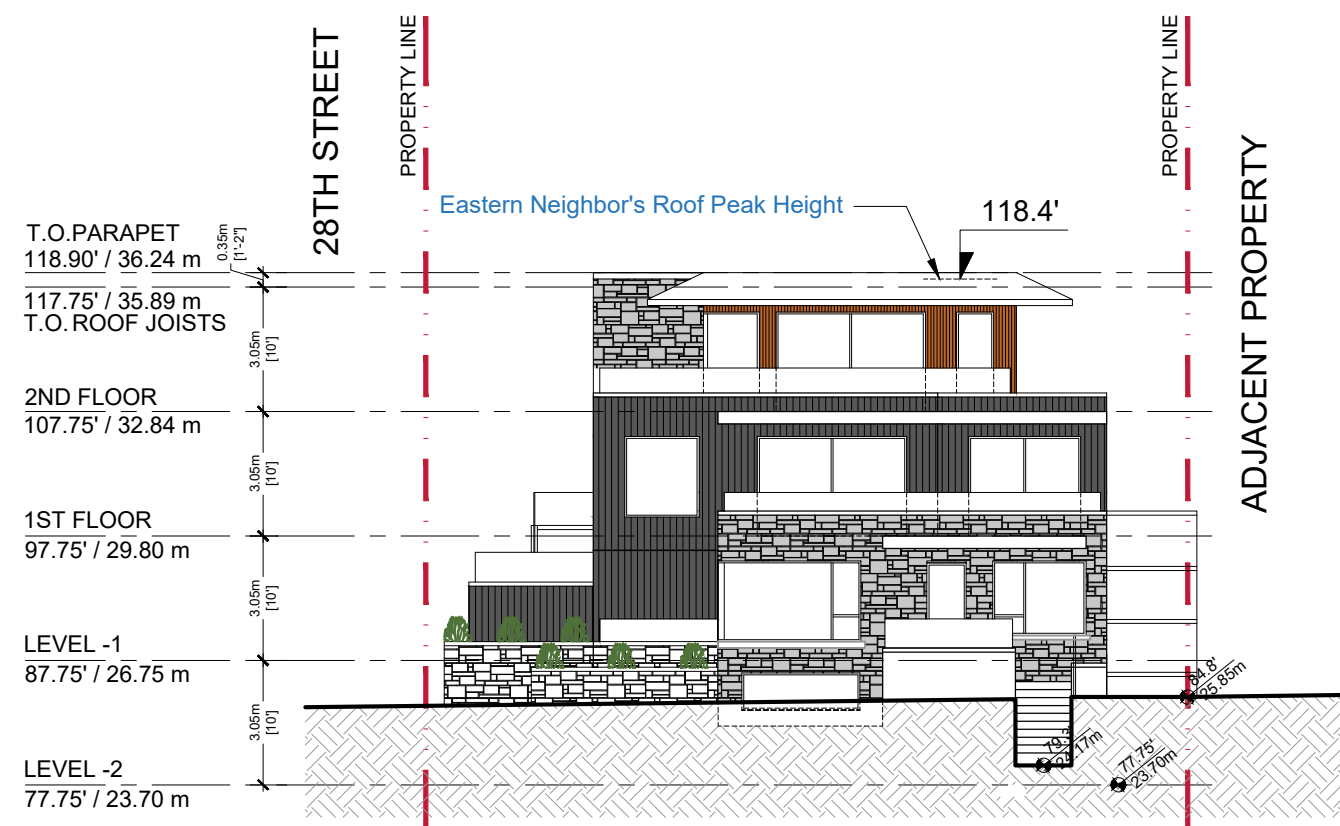 28TH STREET
PROPERTY LINE
PROPERTY LINE
ADJACENT PROPERTY
Eastern Neighbor's Roof Peak Height
118.4'
T.O.PARAPET
118.90' / 36.24 m
0.35m
[1'-2"]
117.75' / 35.89 m
T.O. ROOF JOISTS
3.05m
[10']
2ND FLOOR
107.75' / 32.84 m
3.05m
[10']
1ST FLOOR
97.75' / 29.80 m
3.05m
[10']
LEVEL -1
87.75' / 26.75 m
3.05m
[10']
LEVEL -2
77.75' / 23.70 m
84.8'
25.85m
24.17m
77.75'
23.70m